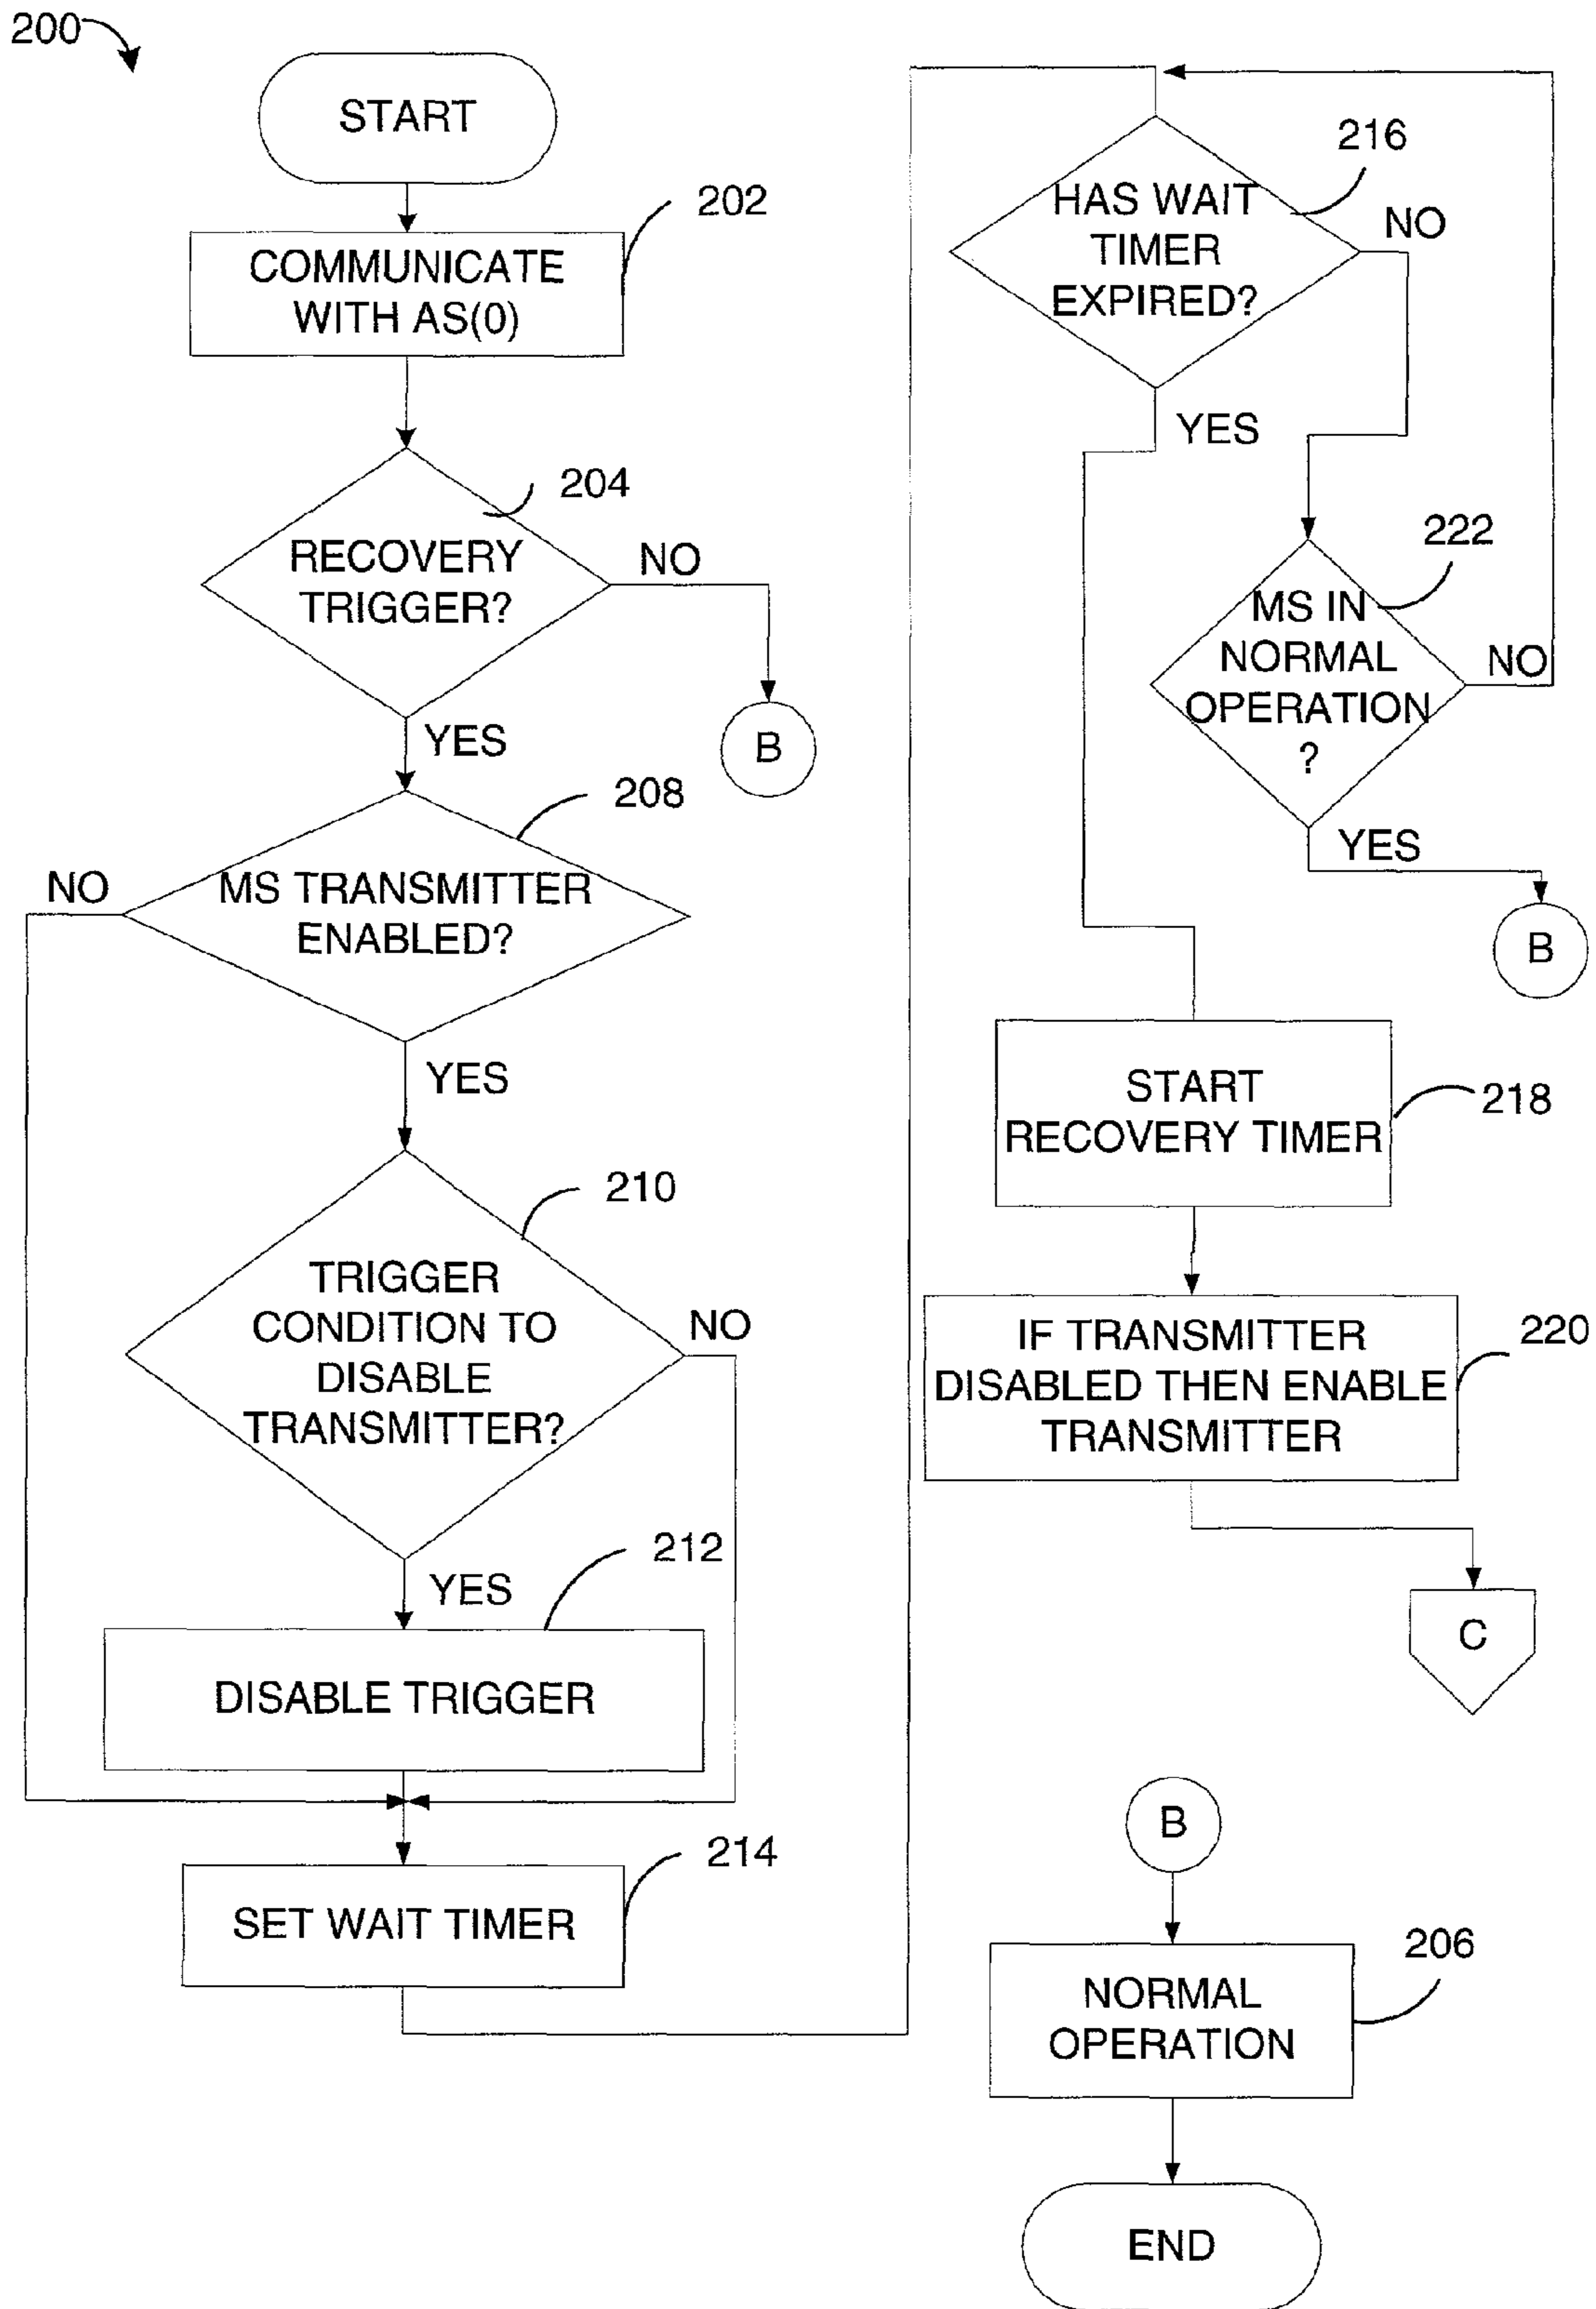 200
START
202
COMMUNICATE
WITH AS(0)
204
RECOVERY
TRIGGER?
NO
B
YES
208
NO
MS TRANSMITTER
ENABLED?
YES
210
TRIGGER
CONDITION TO
DISABLE
TRANSMITTER?
NO
212
YES
DISABLE TRIGGER
214
SET WAIT TIMER
216
HAS WAIT
TIMER
EXPIRED?
NO
YES
222
MS IN
NORMAL
OPERATION
?
NO
YES
B
START
RECOVERY TIMER
218
220
IF TRANSMITTER
DISABLED THEN ENABLE
TRANSMITTER
C
B
206
NORMAL
OPERATION
END